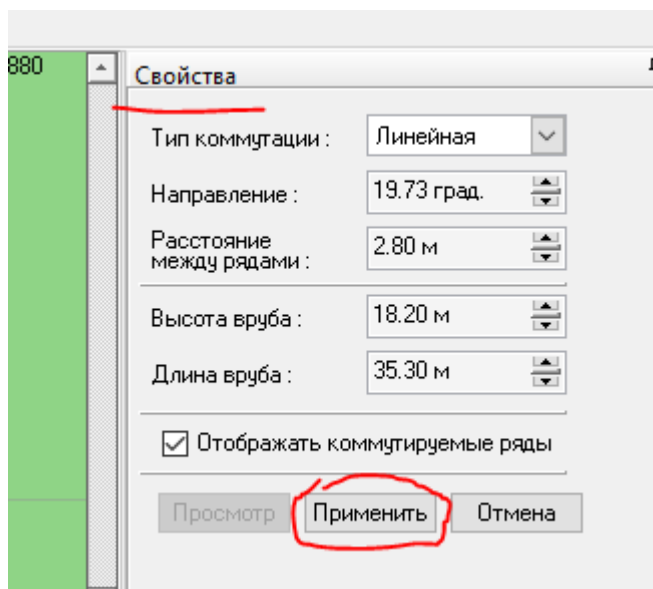 880
Свойства
Тип коммутации :
Линейная
Направление :
19.73 град.
Расстояние
между рядами :
2.80 м
Высота вруба :
18.20 м
Длина вруба :
35.30 м
Отображать коммутируемые ряды
Просмотр Применить Отмена